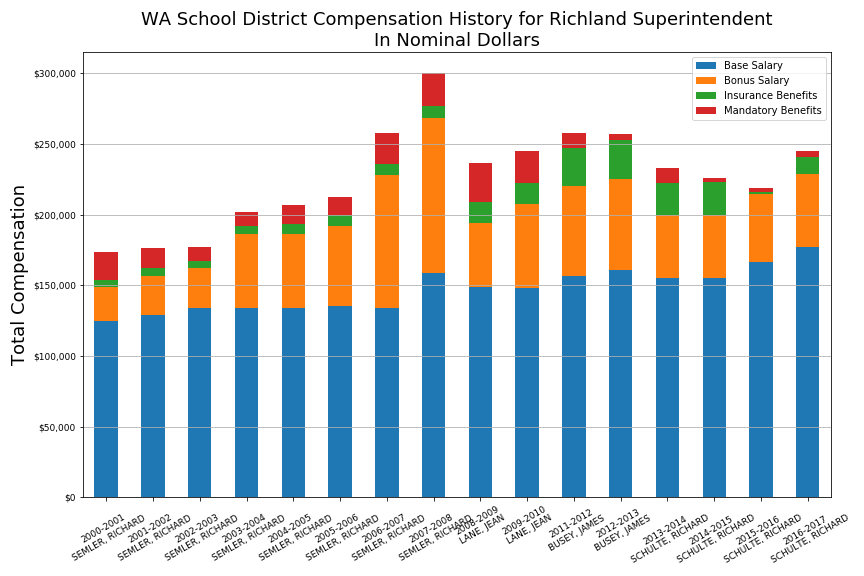 WA School District Compensation History for Richland Superintendent
In Nominal Dollars
Base Salary
Bonus Salary
Insurance Benefits
Mandatory Benefits
Total Compensation
$300,000
$250,000
$200,000
$150,000
$100,000
$50,000
$0
2000-2001
SEMLER, RICHARD
2001-2002
SEMLER, RICHARD
2002-2003
SEMLER, RICHARD
2003-2004
SEMLER, RICHARD
2004-2005
SEMLER, RICHARD
2005-2006
SEMLER, RICHARD
2006-2007
SEMLER, RICHARD
2007-2008
SEMLER, RICHARD
2008-2009
LANE, JEAN
2009-2010
LANE, JEAN
2011-2012
BUSEY, JAMES
2012-2013
BUSEY, JAMES
2013-2014
SCHULTE, RICHARD
2014-2015
SCHULTE, RICHARD
2015-2016
SCHULTE, RICHARD
2016-2017
SCHULTE, RICHARD